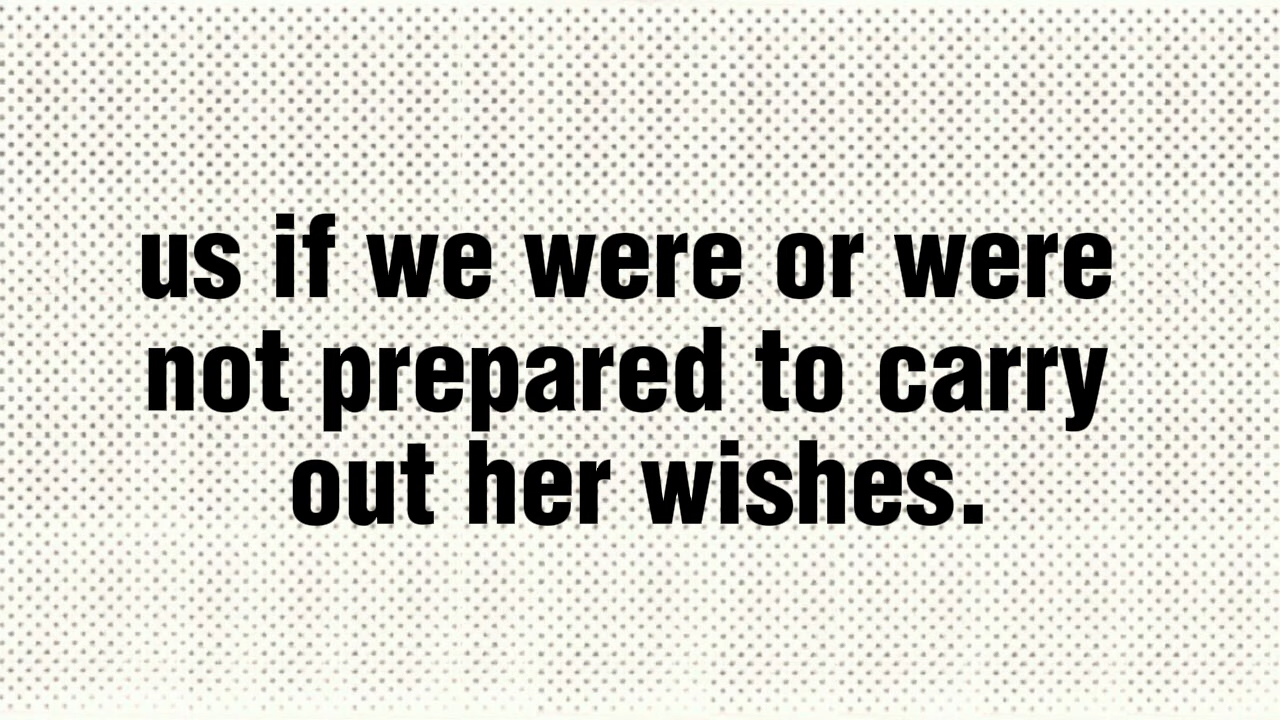 us if we were or were
not prepared to carry
out her wishes.